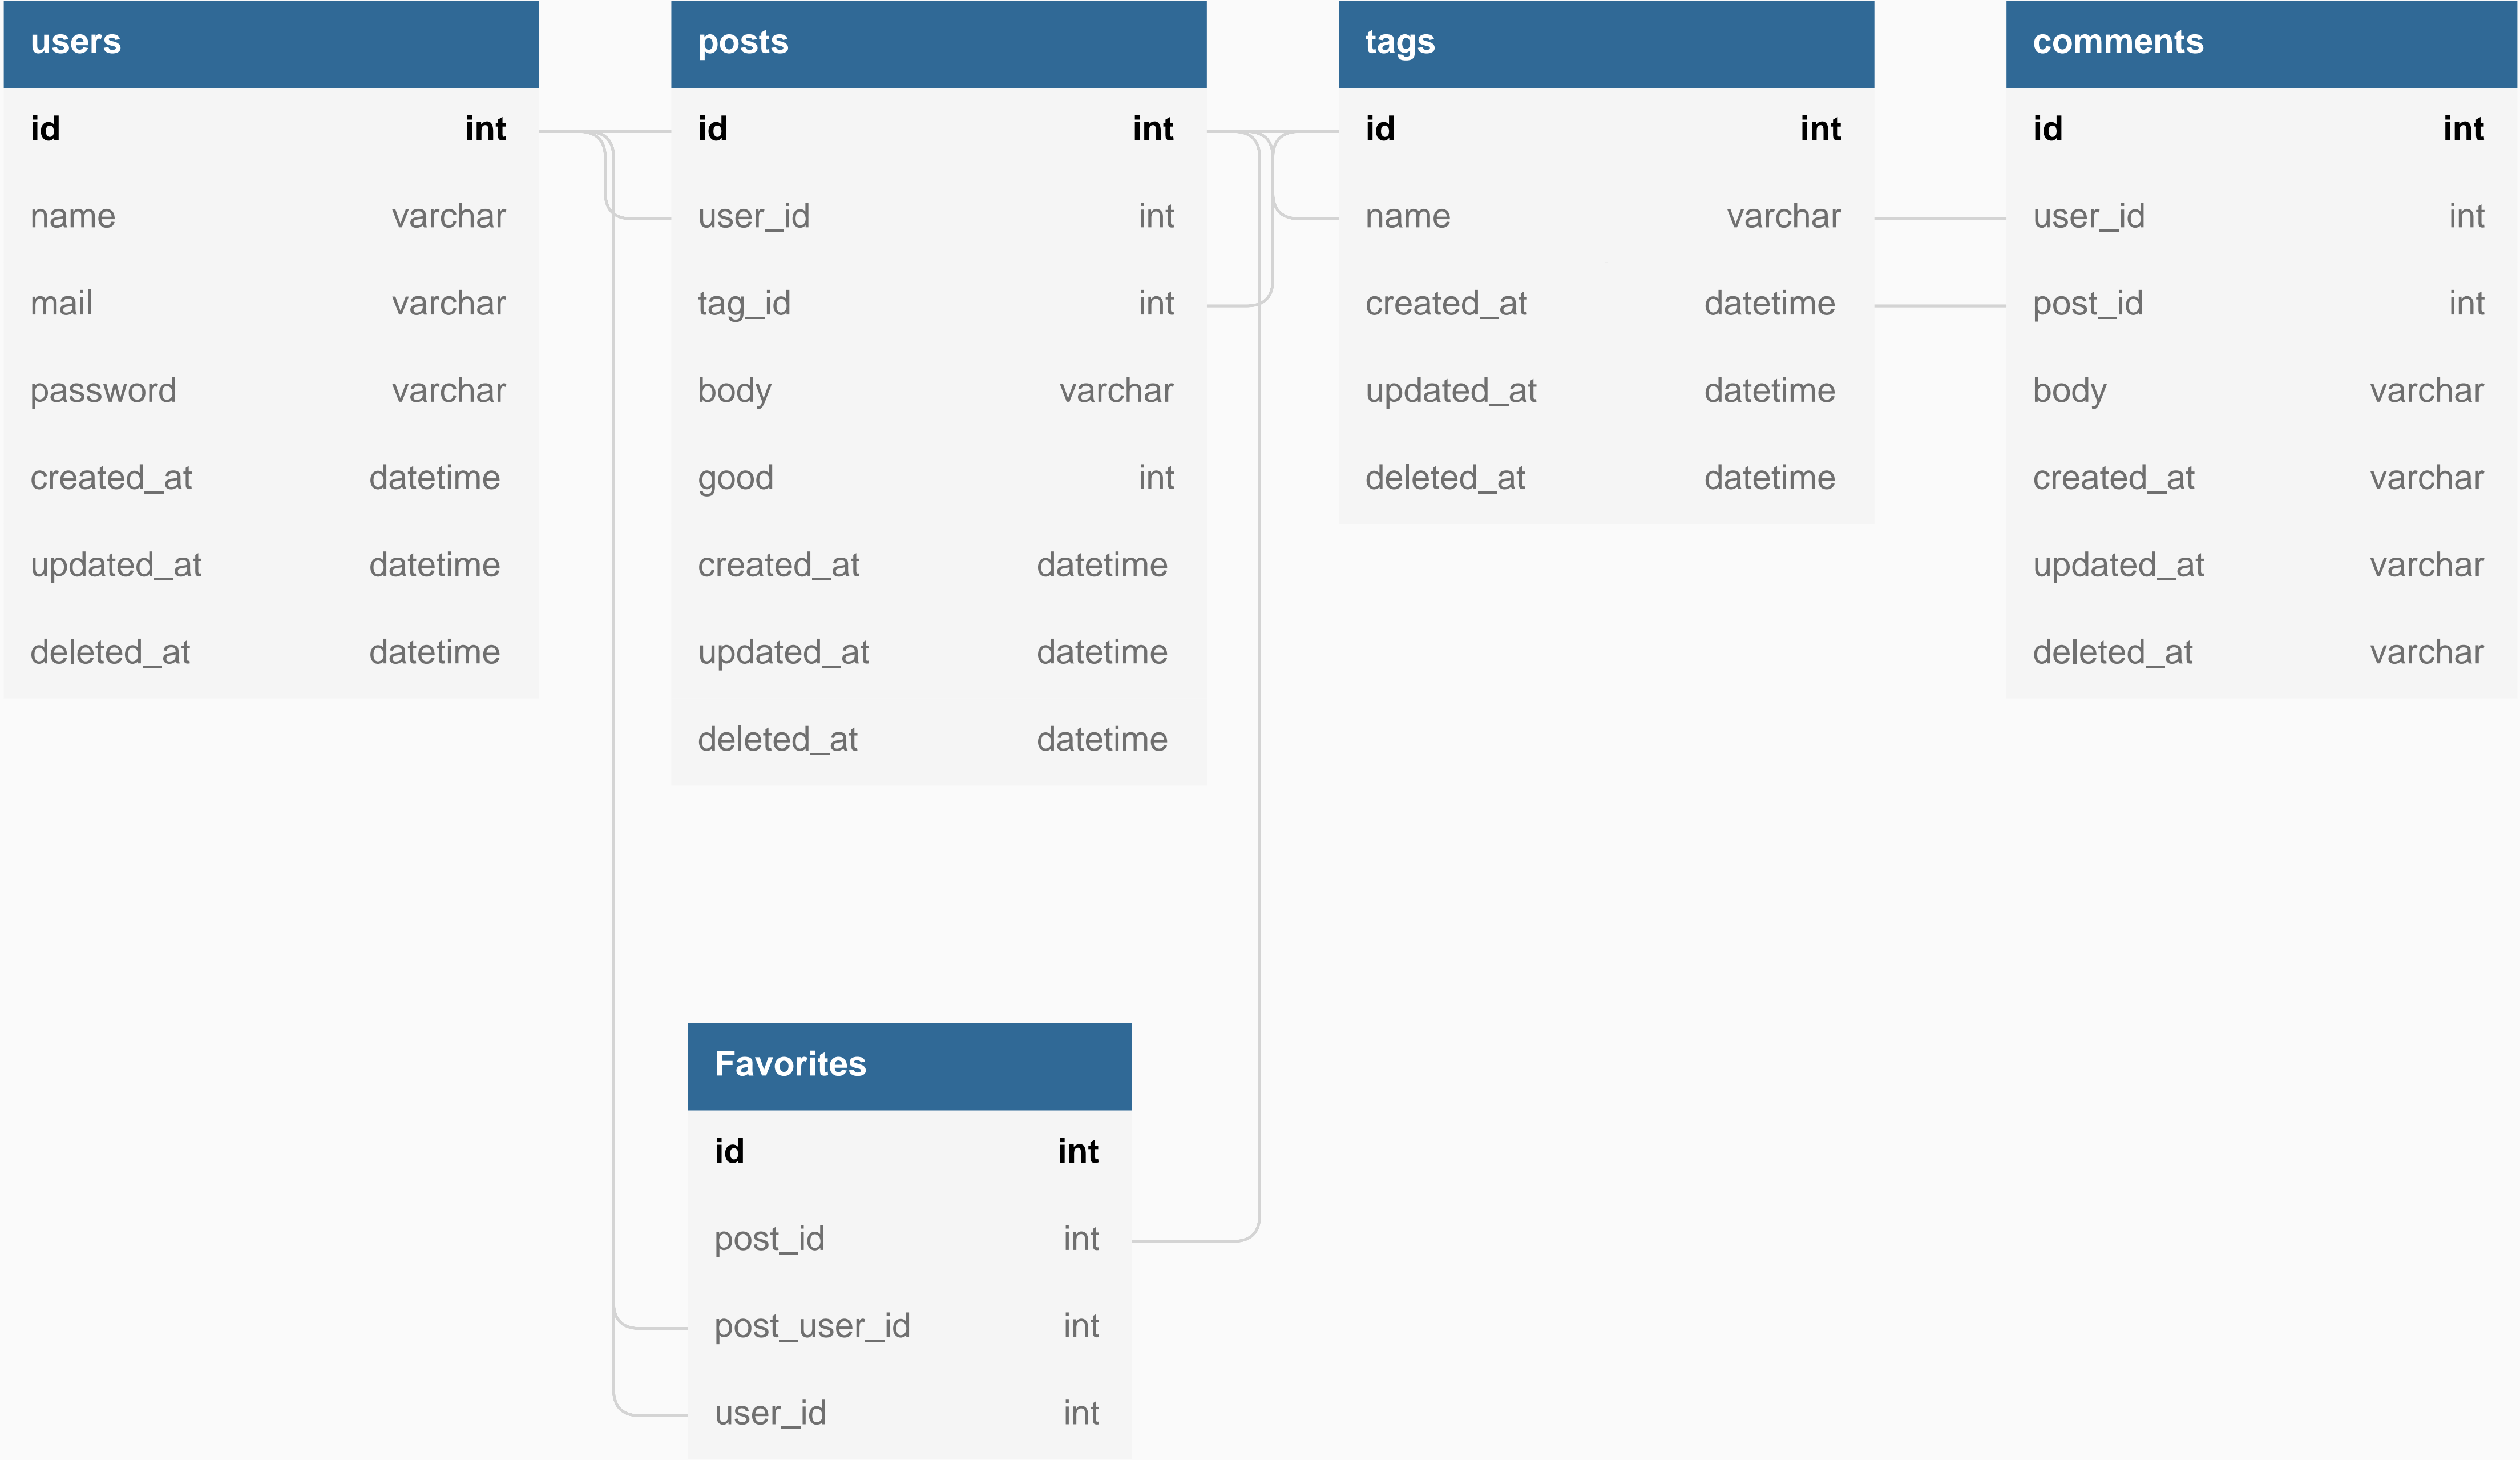 users
id int
name varchar
mail varchar
password varchar
created_at datetime
updated_at datetime
deleted_at datetime
posts
id int
user_id int
tag_id int
body varchar
good int
created_at datetime
updated_at datetime
deleted_at datetime
tags
id int
name varchar
created_at datetime
updated_at datetime
deleted_at datetime
comments
id int
user_id int
post_id int
body varchar
created_at varchar
updated_at varchar
deleted_at varchar
Favorites
id int
post_id int
post_user_id int
user_id int